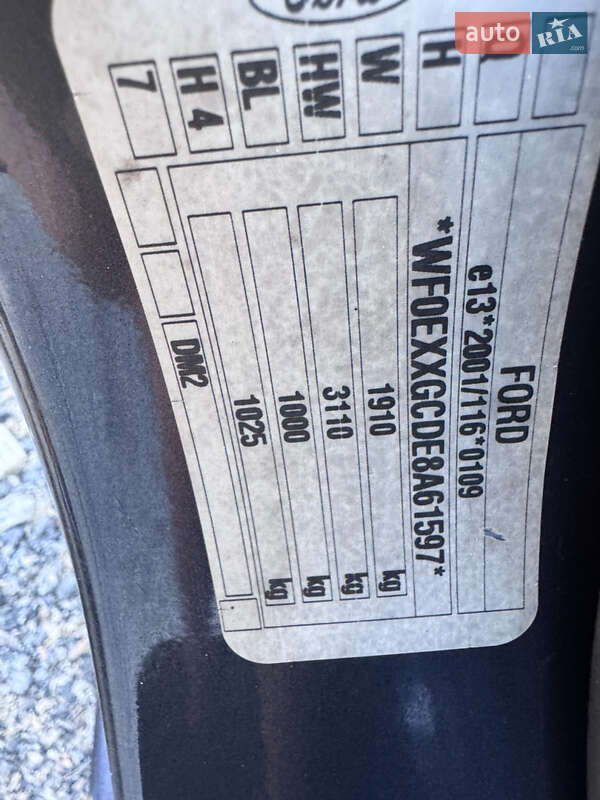 auto RIA.com
FORD
e13*2001/116*0109
*WF0EXXGCDE8A61597*
1910 kg
3110 kg
1000 kg
1025 kg
DM2
H
W
HW
BL
H 4
7